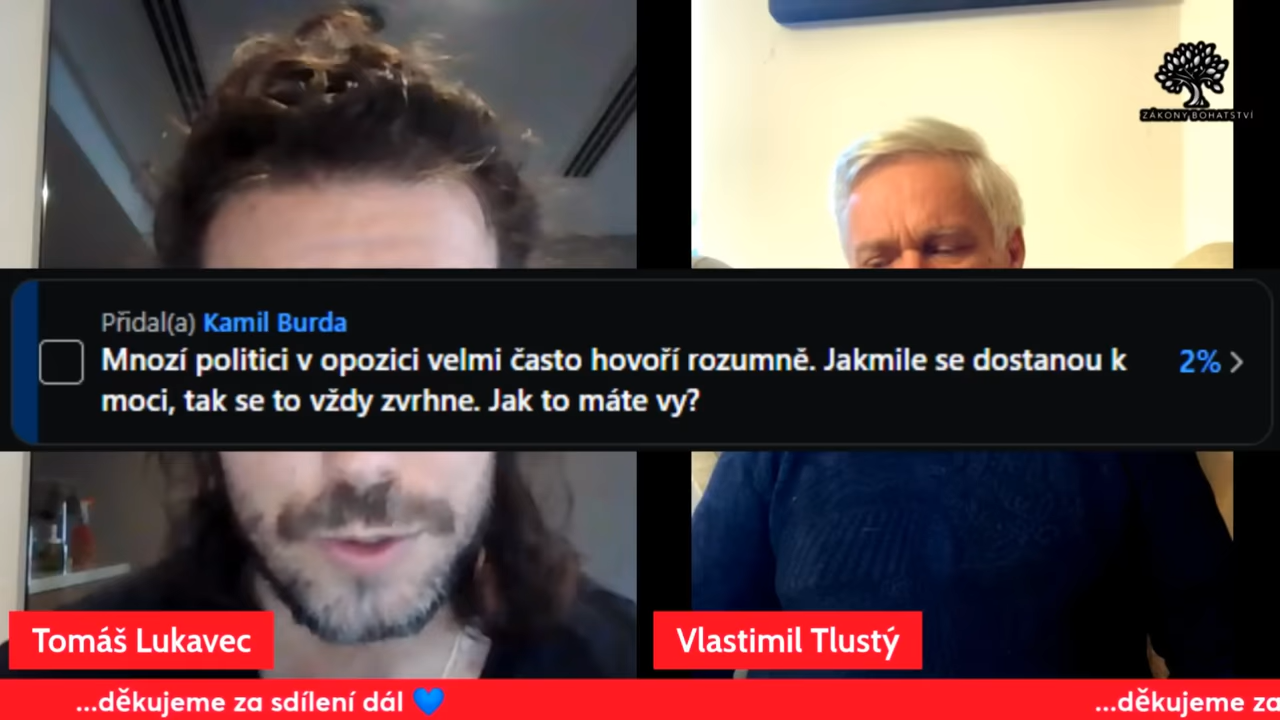 ZÁKONY BOHATSTVÍ
Přidal(a) Kamil Burda
Mnozí politici v opozici velmi často hovoří rozumně. Jakmile se dostanou k
moci, tak se to vždy zvrhne. Jak to máte vy?
2%
Tomáš Lukavec
Vlastimil Tlustý
...děkujeme za sdílení dál 💙
...děkujeme za